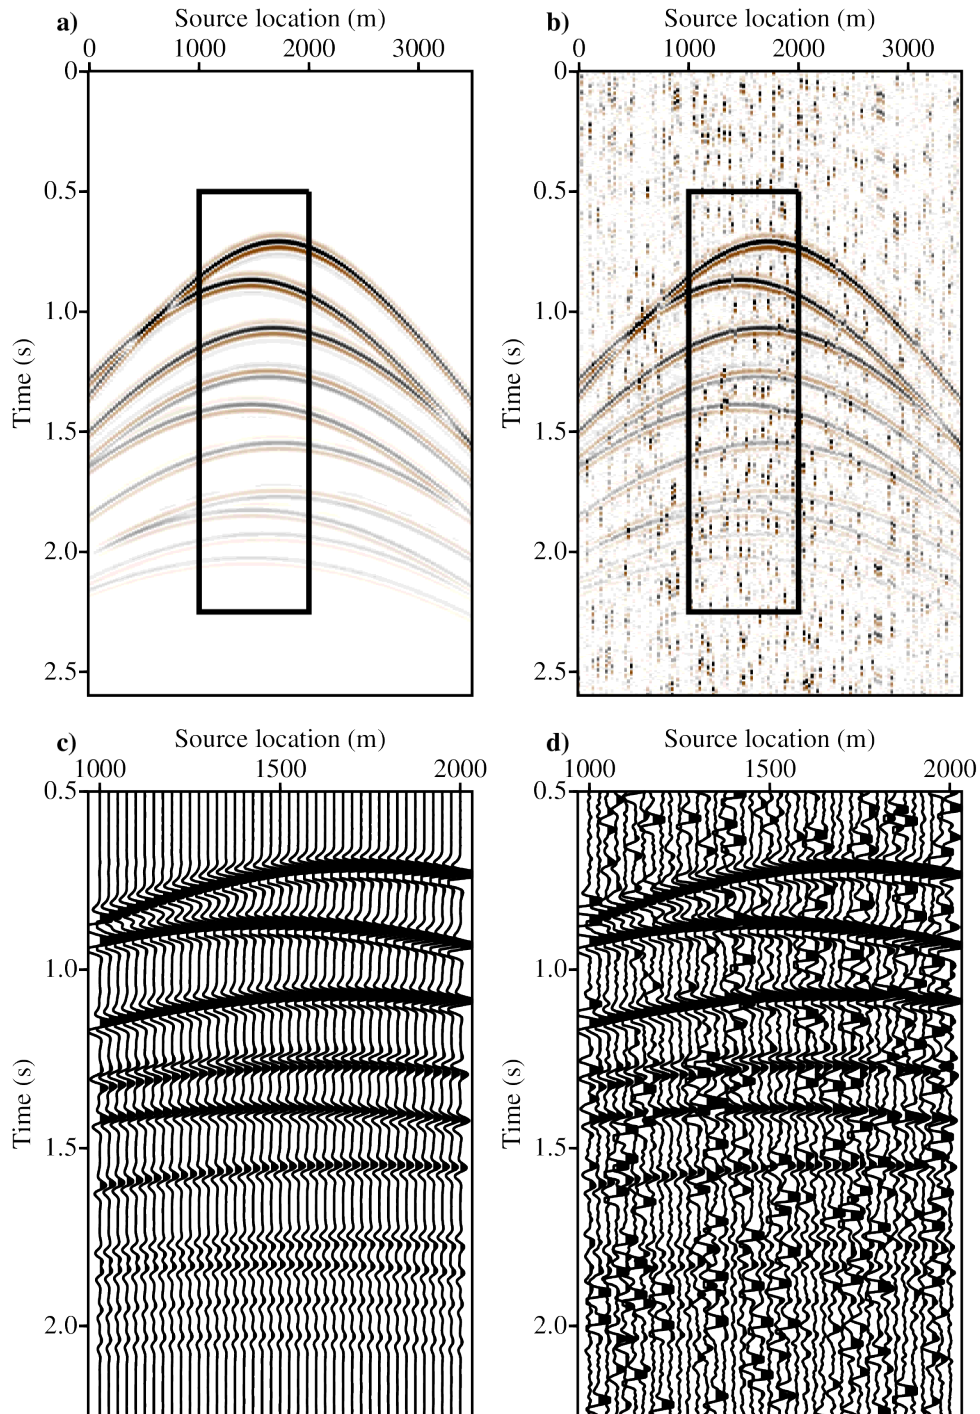 a) Source location (m)
0 1000 2000 3000
0
0.5
1.0
1.5
2.0
2.5
Time (s)
b) Source location (m)
0 1000 2000 3000
0
0.5
1.0
1.5
2.0
2.5
Time (s)
c) Source location (m)
1000 1500 2000
0.5
1.0
1.5
2.0
Time (s)
d) Source location (m)
1000 1500 2000
0.5
1.0
1.5
2.0
Time (s)